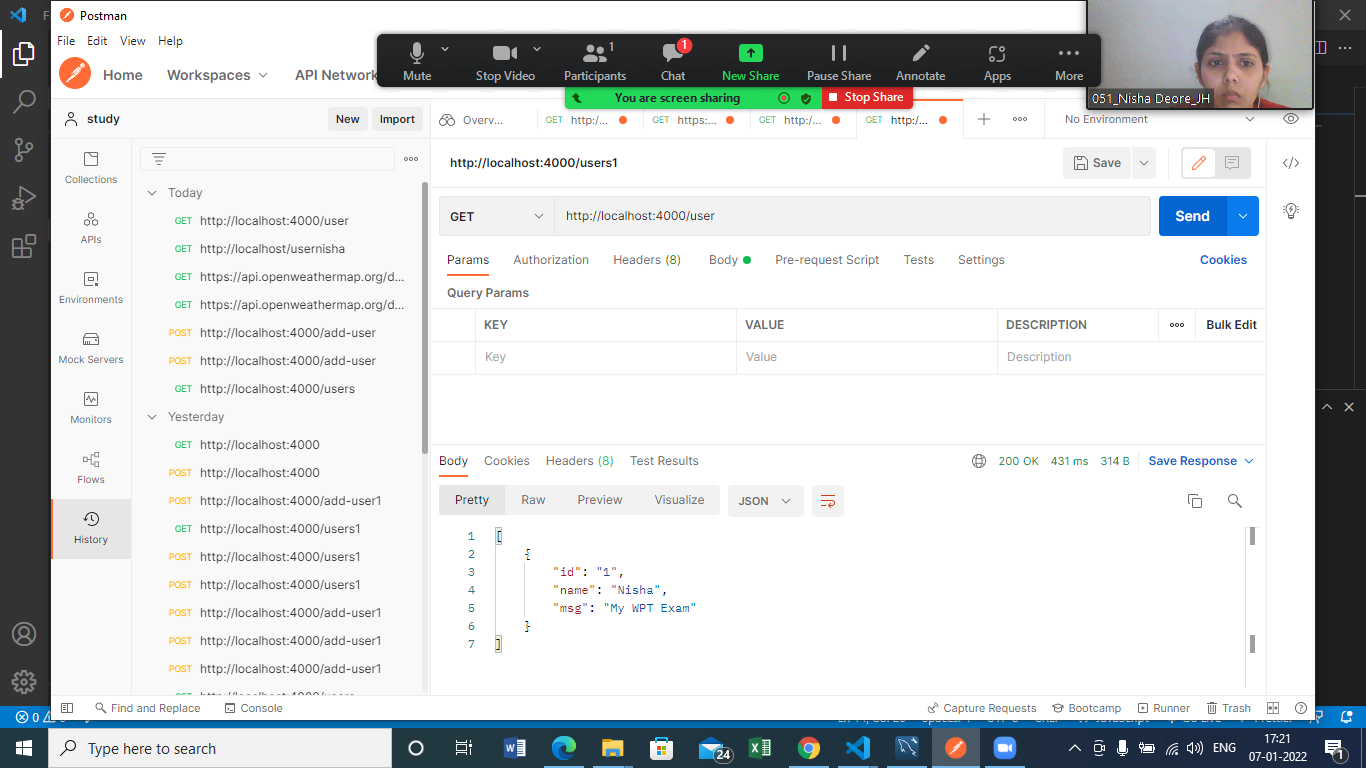 Postman
File Edit View Help
Mute Stop Video Participants 1 Chat 1 New Share Pause Share Annotate Apps More
You are screen sharing Stop Share
051_Nisha Deore_JH
Home Workspaces API Network
study New Import
Overv... GET http:/ GET https: GET http:/ GET http:/ No Environment
http://localhost:4000/users1 Save
GET http://localhost:4000/user Send
Params Authorization Headers (8) Body Pre-request Script Tests Settings Cookies
Query Params
KEY VALUE DESCRIPTION Bulk Edit
Key Value Description
Collections
APIs
Environments
Mock Servers
Monitors
Flows
History
Today
GET http://localhost:4000/user
GET http://localhost/usernisha
GET https://api.openweathermap.org/d...
GET https://api.openweathermap.org/d...
POST http://localhost:4000/add-user
POST http://localhost:4000/add-user
GET http://localhost:4000/users
Yesterday
GET http://localhost:4000
POST http://localhost:4000
POST http://localhost:4000/add-user1
GET http://localhost:4000/users1
POST http://localhost:4000/users1
POST http://localhost:4000/users1
POST http://localhost:4000/add-user1
POST http://localhost:4000/add-user1
POST http://localhost:4000/add-user1
Body Cookies Headers (8) Test Results 200 OK 431 ms 314 B Save Response
Pretty Raw Preview Visualize JSON
1 [
2 {
3 "id": "1",
4 "name": "Nisha",
5 "msg": "My WPT Exam"
6 }
7 ]
Find and Replace Console Capture Requests Bootcamp Runner Trash
Type here to search 24 ENG 17:21
07-01-2022 1